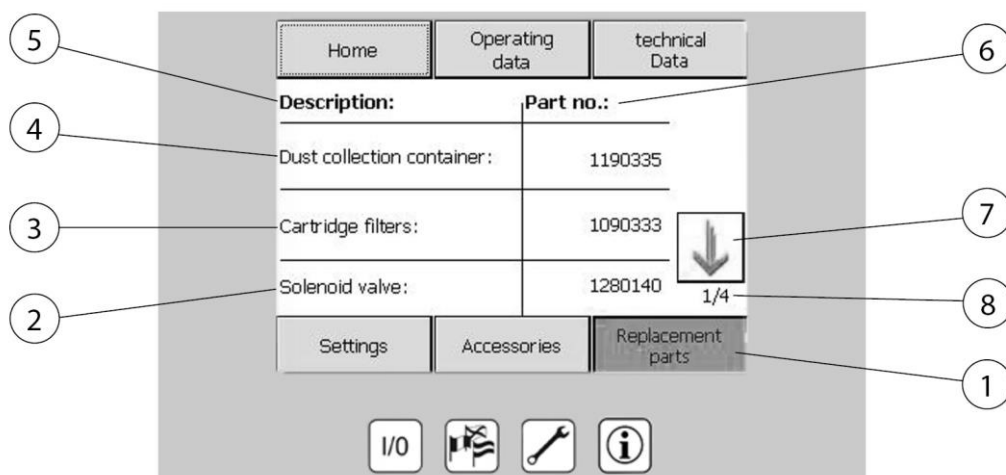 5
Home
Operating data
technical Data
6
Description:
Part no.:
4
Dust collection container:
1190335
3
Cartridge filters:
1090333
7
2
Solenoid valve:
1280140
1/4
8
Settings
Accessories
Replacement parts
1
I/0
i